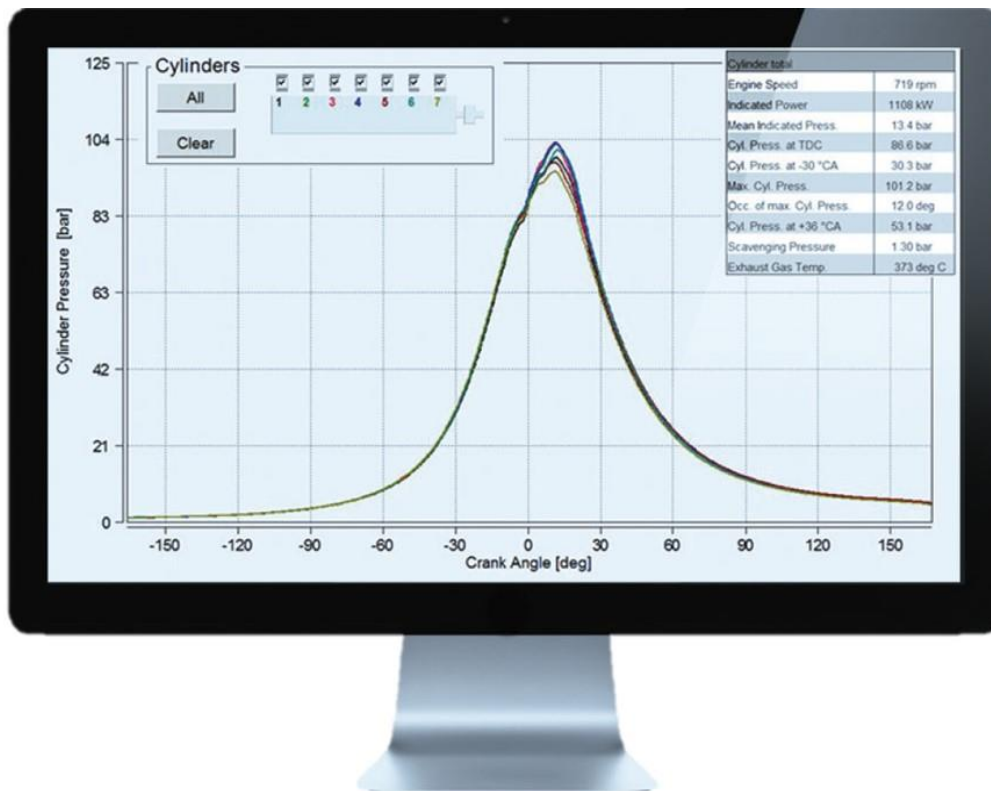 Cylinders
All
Clear
1 2 3 4 5 6 7
Cylinder total
Engine Speed 719 rpm
Indicated Power 1108 kW
Mean Indicated Press. 13.4 bar
Cyl. Press. at TDC 86.6 bar
Cyl. Press. at -30 °CA 30.3 bar
Max. Cyl. Press. 101.2 bar
Occ. of max. Cyl. Press. 12.0 deg
Cyl. Press. at +36 °CA 53.1 bar
Scavenging Pressure 1.30 bar
Exhaust Gas Temp. 373 deg C
Cylinder Pressure [bar]
125
104
83
63
42
21
0
-150 -120 -90 -60 -30 0 30 60 90 120 150
Crank Angle [deg]